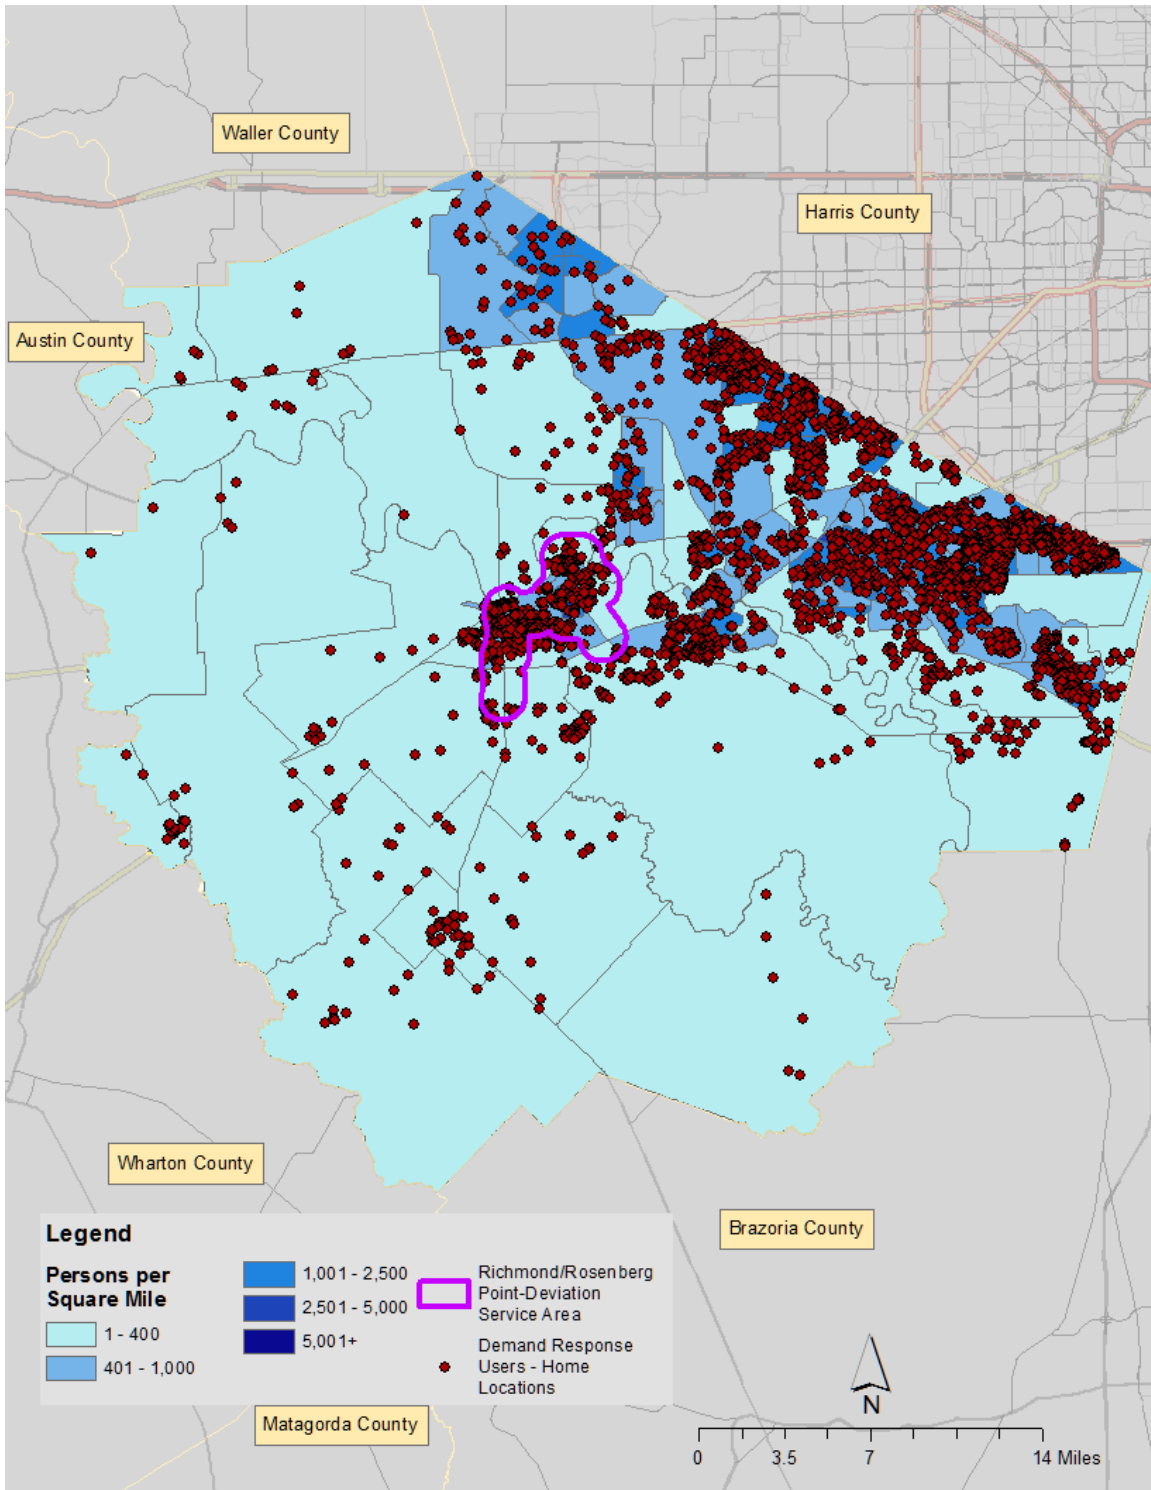 Waller County
Harris County
Austin County
Wharton County
Brazoria County
Legend
Persons per
Square Mile
1 - 400
401 - 1,000
1,001 - 2,500
2,501 - 5,000
5,001+
Richmond/Rosenberg
Point-Deviation
Service Area
Demand Response
Users - Home
Locations
Matagorda County
N
0 3.5 7 14 Miles